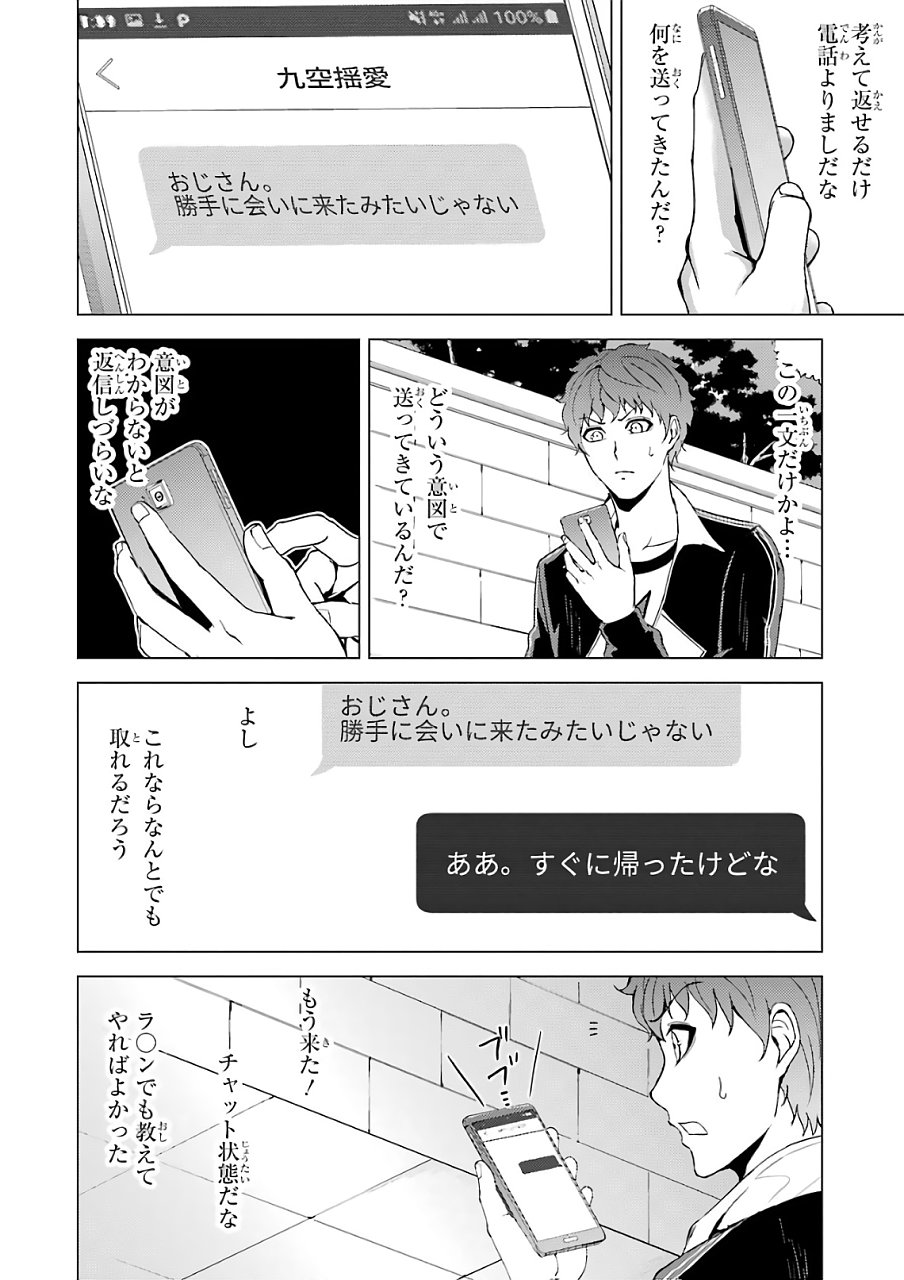 考えて返せるだけ
電話よりましだな
何を送ってきたんだ?
1:39
100%
九空揺愛
おじさん。
勝手に会いに来たみたいじゃない
この一文だけかよ…
どういう意図で
送ってきているんだ?
意図が
わからないと
返信しづらいな
おじさん。
勝手に会いに来たみたいじゃない
ああ。すぐに帰ったけどな
よし
これならなんとでも
取れるだろう
もう来た!
チャット状態だな
ラ〇ンでも教えて
やればよかった